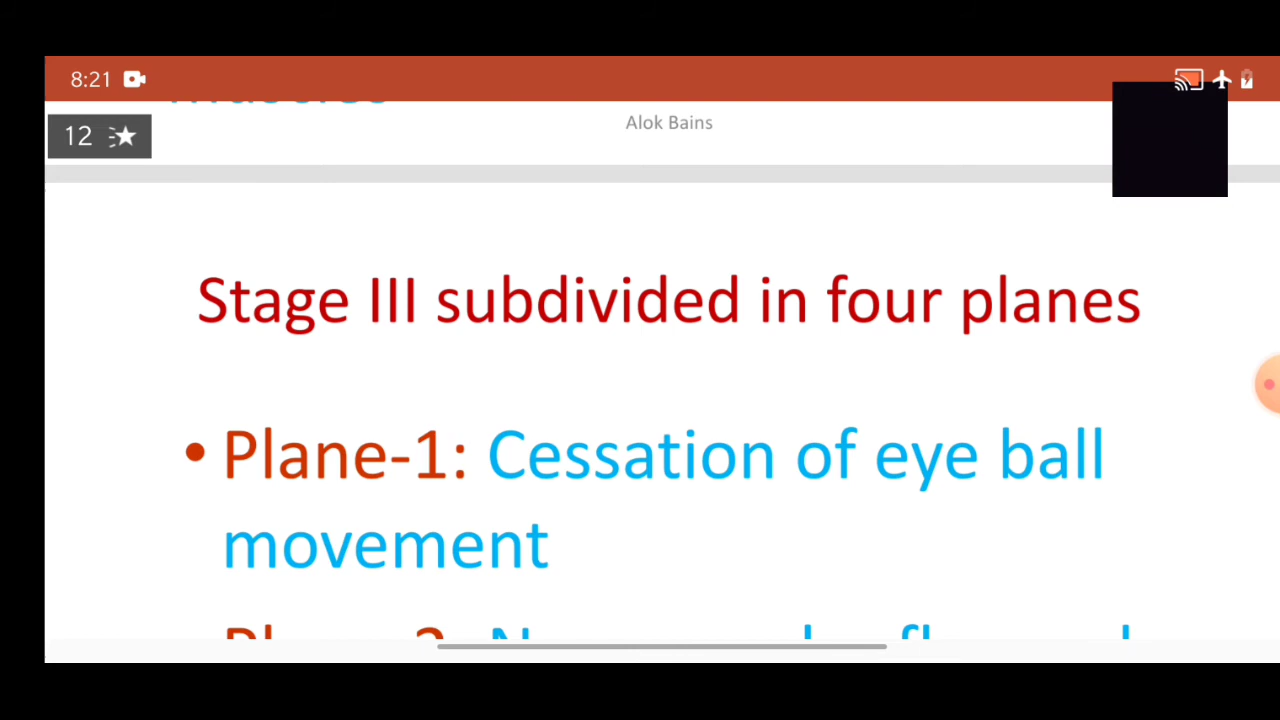 8:21
12
Alok Bains
Stage III subdivided in four planes
• Plane-1: Cessation of eye ball
movement